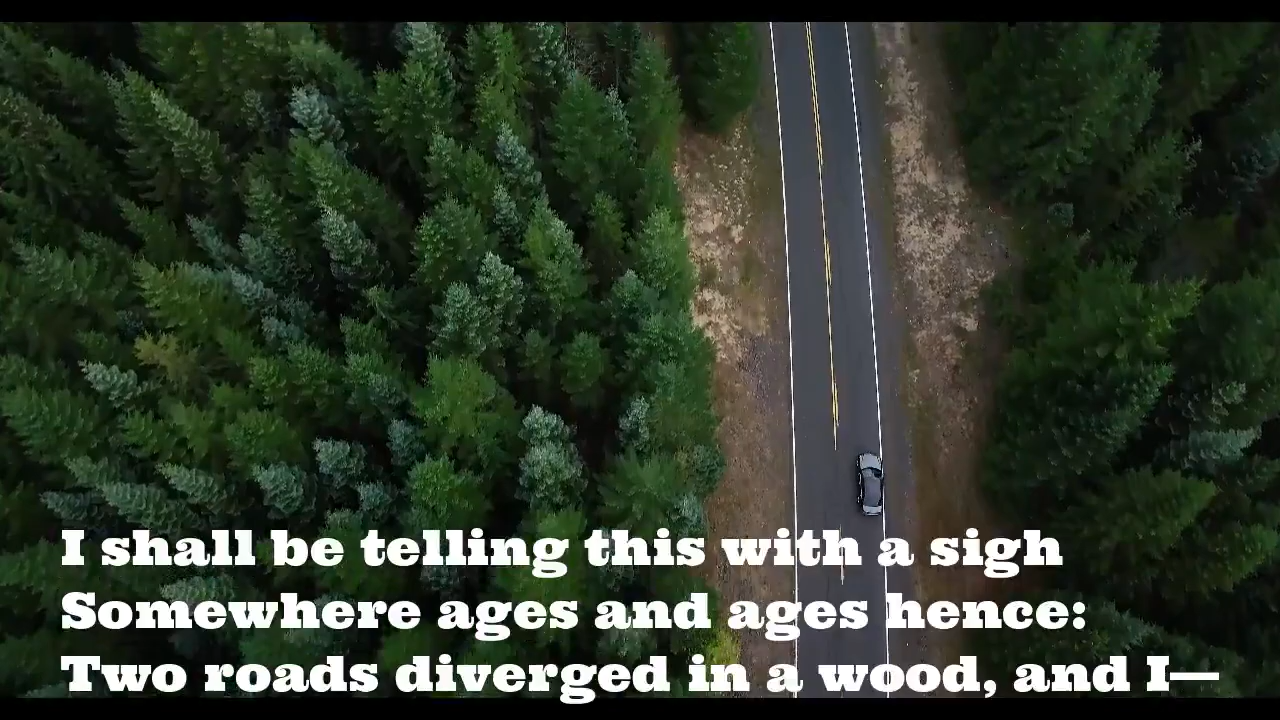 I shall be telling this with a sigh
Somewhere ages and ages hence:
Two roads diverged in a wood, and I—